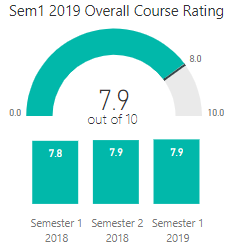 Sem1 2019 Overall Course Rating
8.0
0.0
7.9
10.0
out of 10
7.8 7.9 7.9
Semester 1 Semester 2 Semester 1
2018 2018 2019